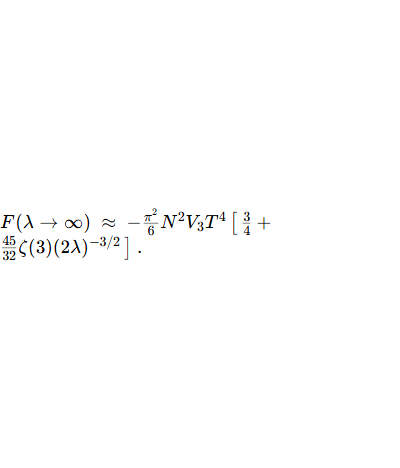 F(λ → ∞) ≈ −π²/6 N²V₃T⁴ [ 3/4 +
45/32 ζ(3)(2λ)⁻³/² ] .